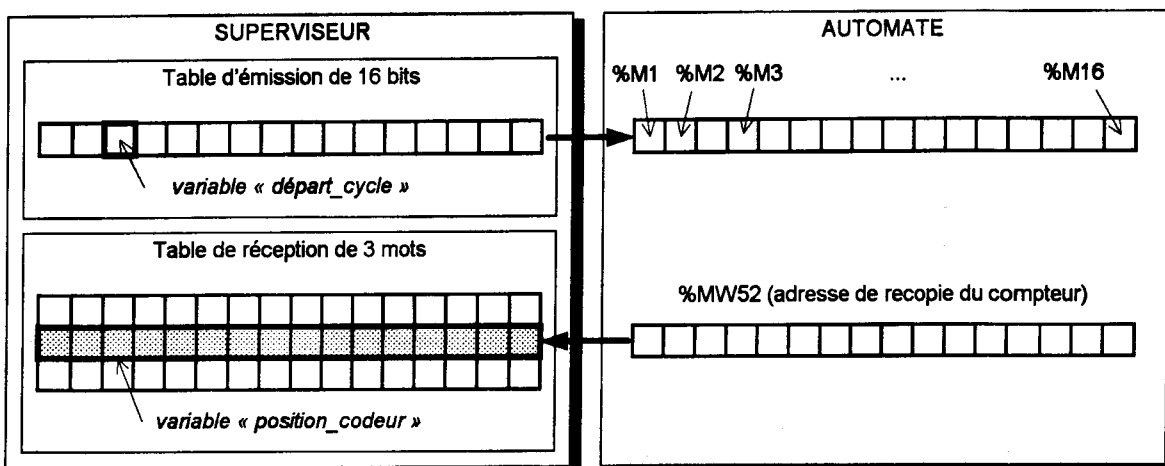 SUPERVISEUR
Table d'émission de 16 bits
variable « départ_cycle »
Table de réception de 3 mots
variable « position_codeur »
AUTOMATE
%M1 %M2 %M3 ... %M16
%MW52 (adresse de recopie du compteur)